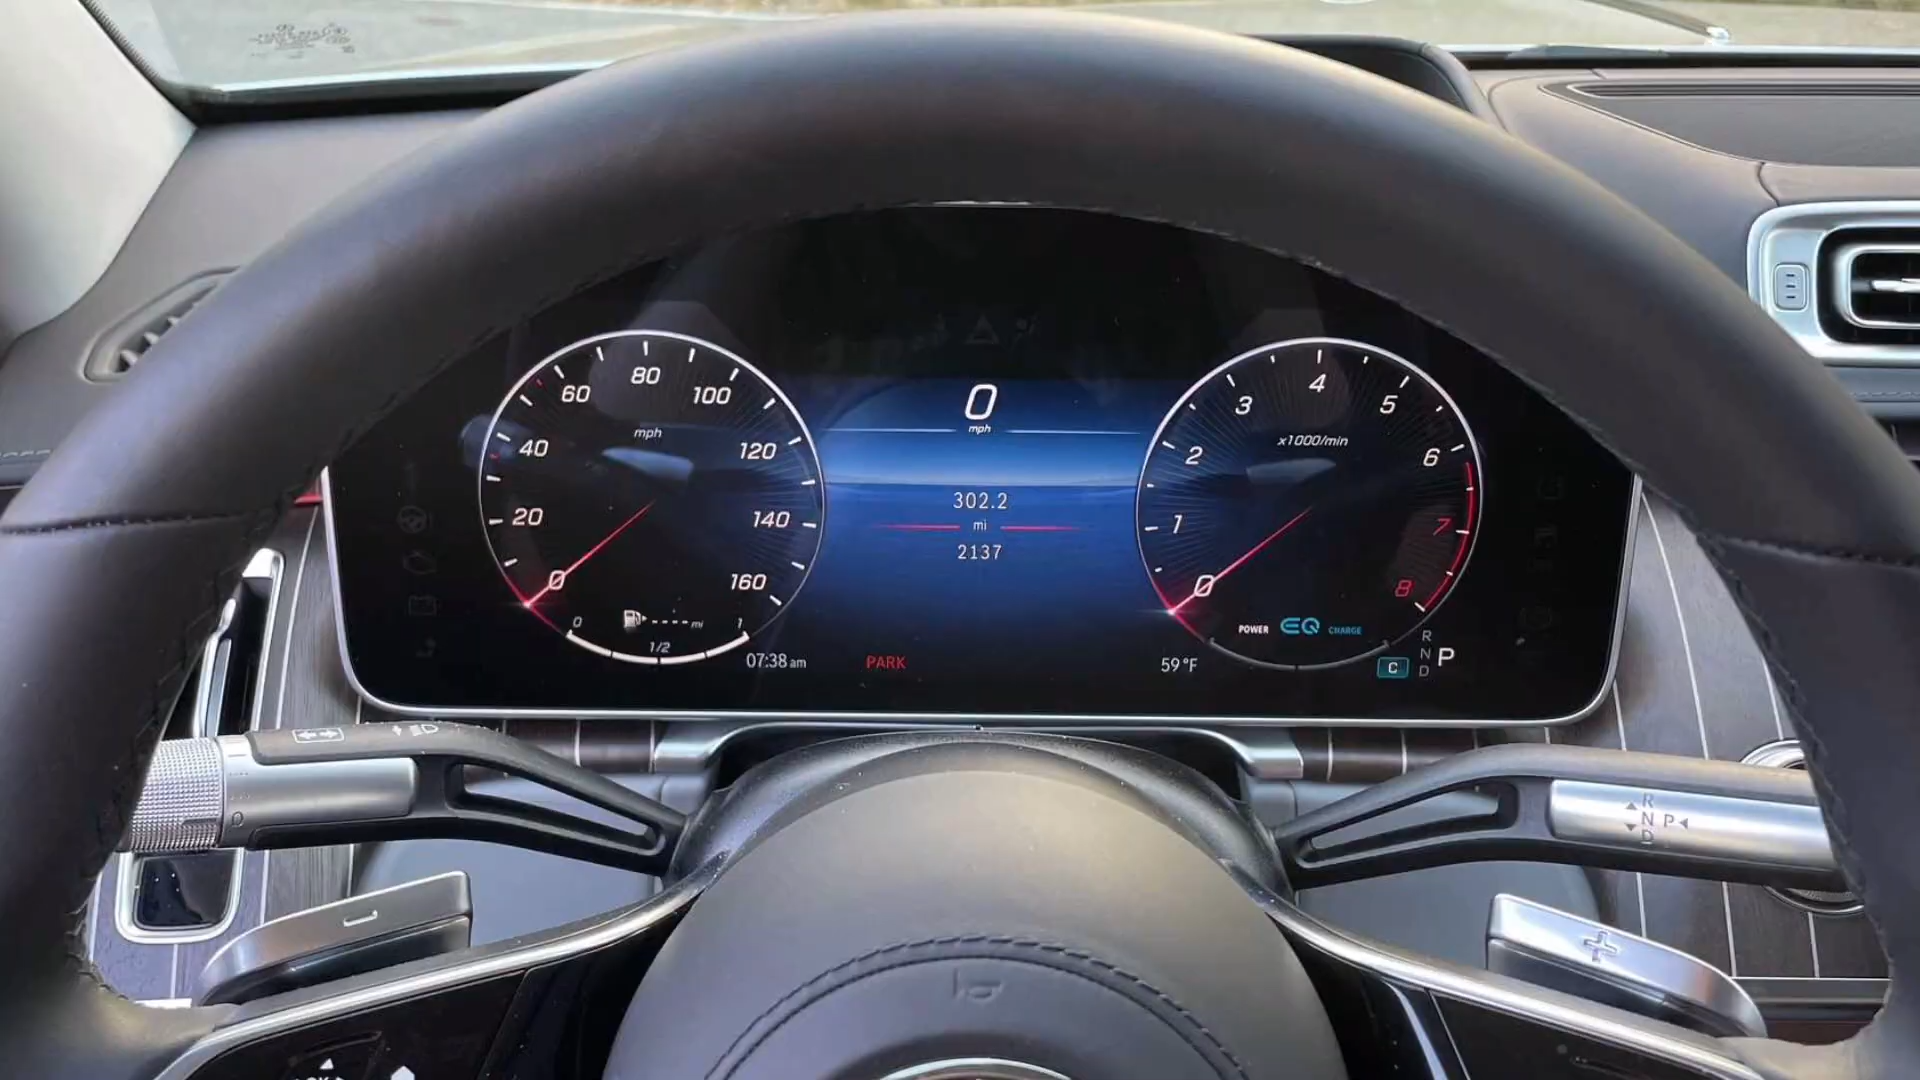 80
60
100
mph
40
120
20
140
0
160
0
----- mi
1
1/2
07:38 am
0
mph
302.2
mi
2137
PARK
59°F
4
3
5
x1000/min
2
6
1
7
0
8
POWER
EQ
CHARGE
R
N
D
P
C
R
N
D
P